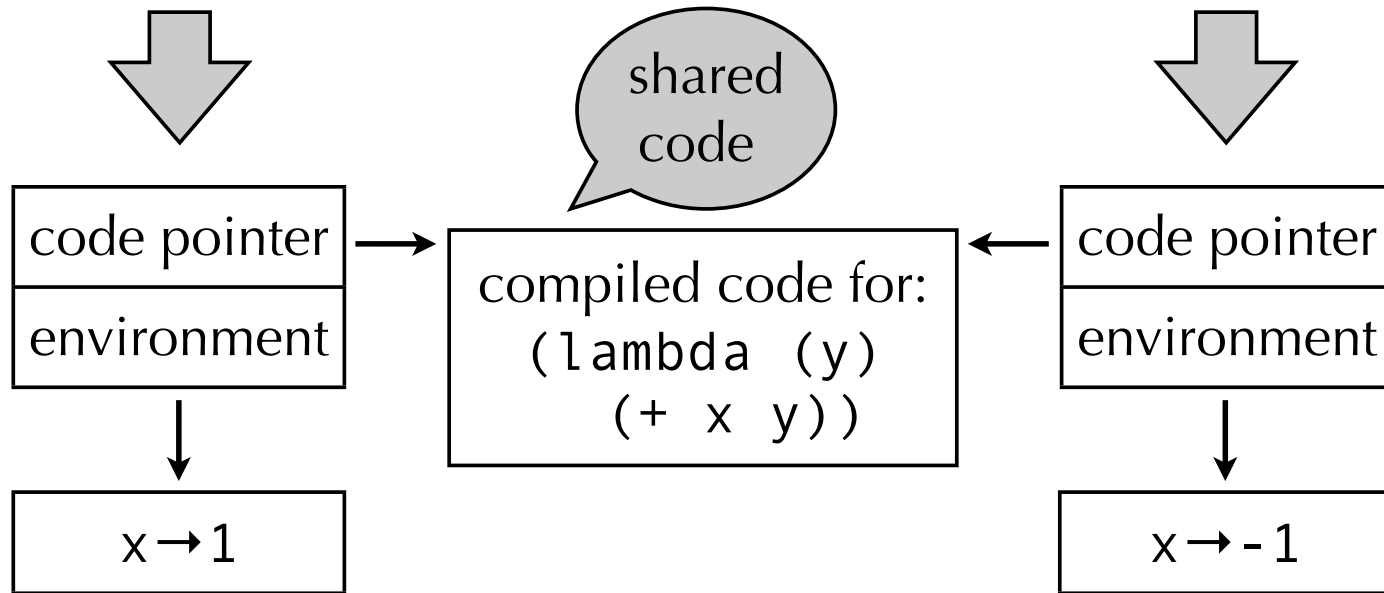 shared
code
code pointer
environment
x→1
compiled code for:
(lambda (y)
(+ x y))
code pointer
environment
x→-1